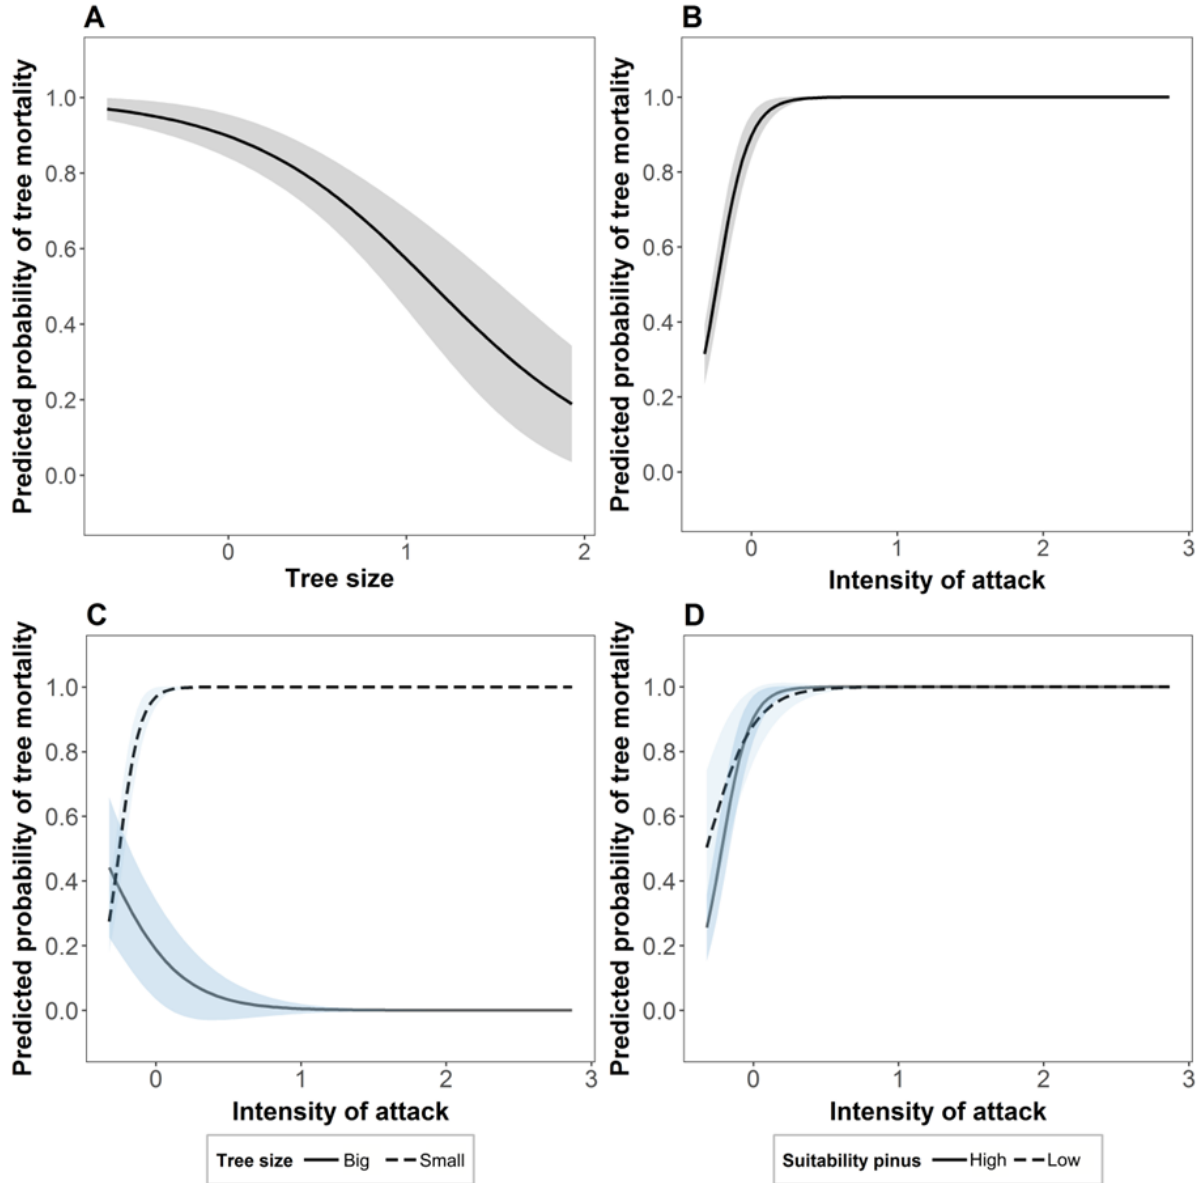 A
Predicted probability of tree mortality
1.0
0.8
0.6
0.4
0.2
0.0
0 1 2
Tree size
B
Predicted probability of tree mortality
1.0
0.8
0.6
0.4
0.2
0.0
0 1 2 3
Intensity of attack
C
Predicted probability of tree mortality
1.0
0.8
0.6
0.4
0.2
0.0
0 1 2 3
Intensity of attack
Tree size Big Small
D
Predicted probability of tree mortality
1.0
0.8
0.6
0.4
0.2
0.0
0 1 2 3
Intensity of attack
Suitability pinus High Low